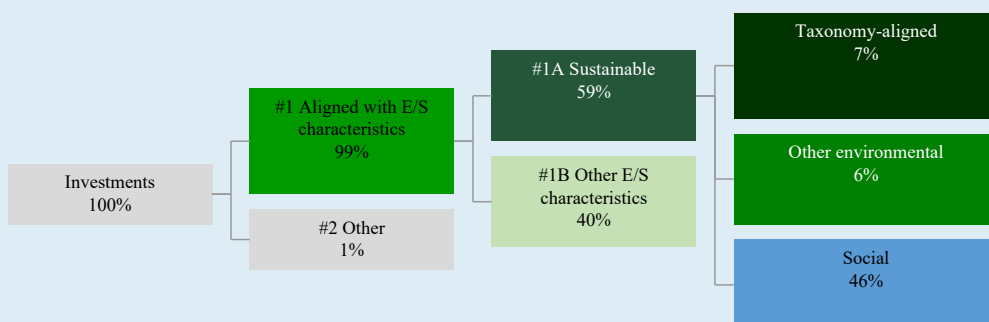 Investments
100%
#1 Aligned with E/S
characteristics
99%
#2 Other
1%
#1A Sustainable
59%
#1B Other E/S
characteristics
40%
Taxonomy-aligned
7%
Other environmental
6%
Social
46%